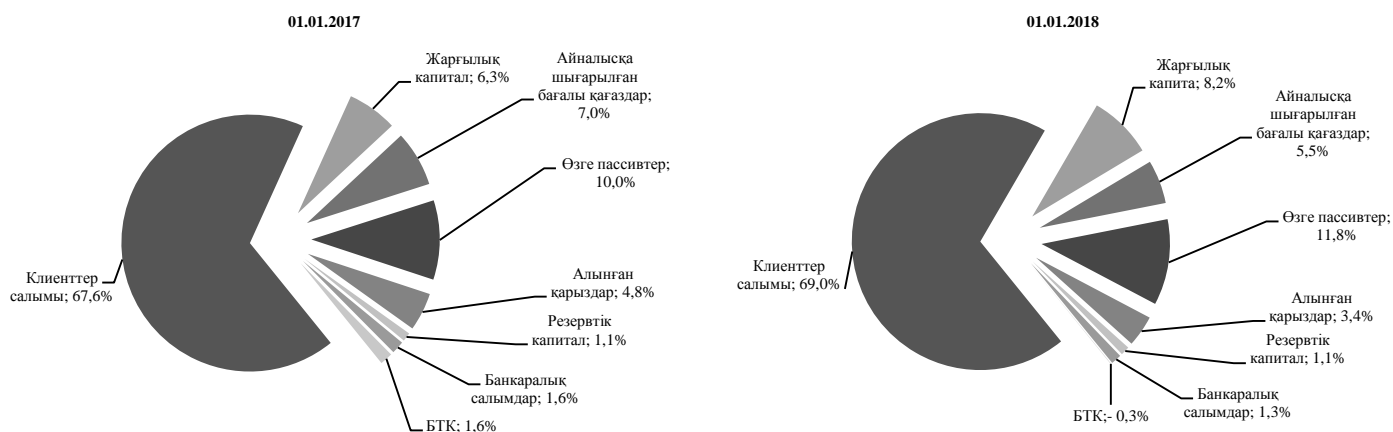 01.01.2017
Жарғылық
капитал; 6,3%
Айналысқа
шығарылған
бағалы қағаздар;
7,0%
Өзге пассивтер;
10,0%
Алынған
қарыздар; 4,8%
Резервтік
капитал; 1,1%
Банкаралық
салымдар; 1,6%
БТК; 1,6%
Клиенттер
салымы; 67,6%
01.01.2018
Жарғылық
капита; 8,2%
Айналысқа
шығарылған
бағалы қағаздар;
5,5%
Өзге пассивтер;
11,8%
Алынған
қарыздар; 3,4%
Резервтік
капитал; 1,1%
Банкаралық
салымдар; 1,3%
БТК;- 0,3%
Клиенттер
салымы; 69,0%